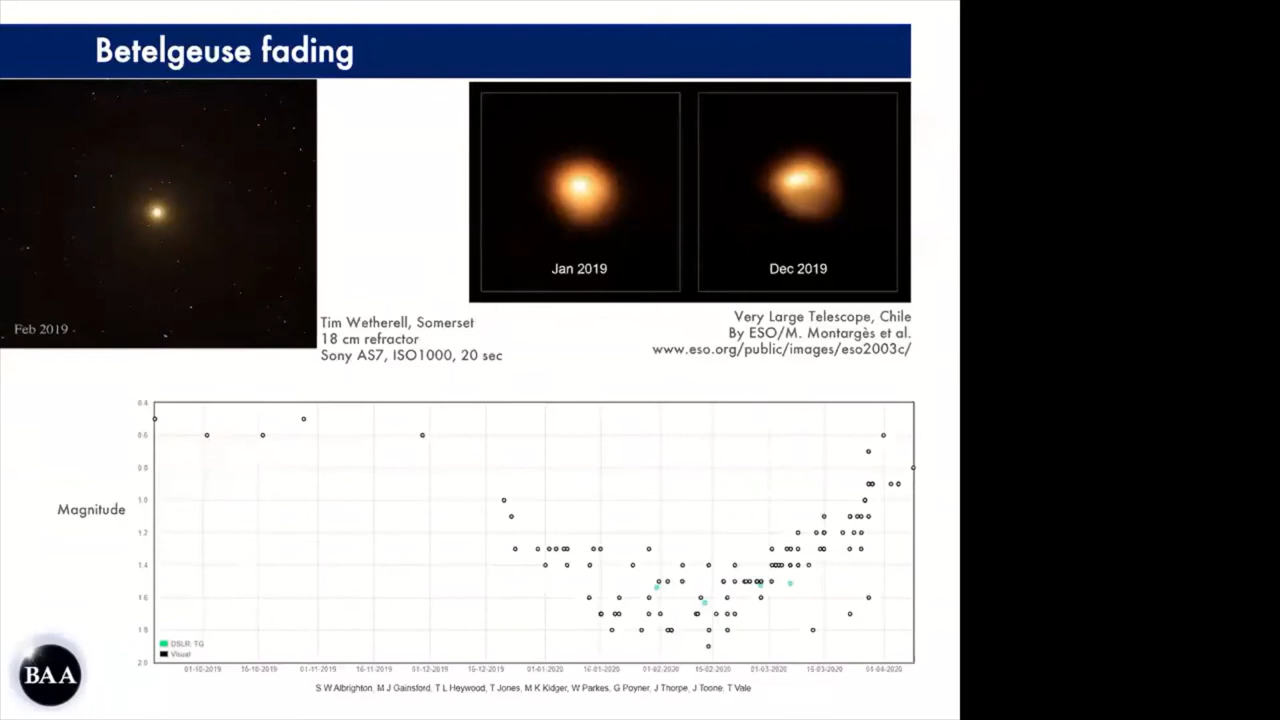 Betelgeuse fading
Feb 2019
Jan 2019
Dec 2019
Tim Wetherell, Somerset
18 cm refractor
Sony AS7, ISO1000, 20 sec
Very Large Telescope, Chile
By ESO/M. Montargès et al.
www.eso.org/public/images/eso2003c/
Magnitude
0.4
0.6
0.8
1.0
1.2
1.4
1.6
1.8
2.0
DSLR: TG
Visual
01-10-2019
16-10-2019
01-11-2019
16-11-2019
01-12-2019
16-12-2019
01-01-2020
16-01-2020
01-02-2020
15-02-2020
01-03-2020
16-03-2020
01-04-2020
S W Albrighton, M J Gainsford, T L Heywood, T Jones, M K Kidger, W Parkes, G Poyner, J Thorpe, J Toone, T Vale
BAA